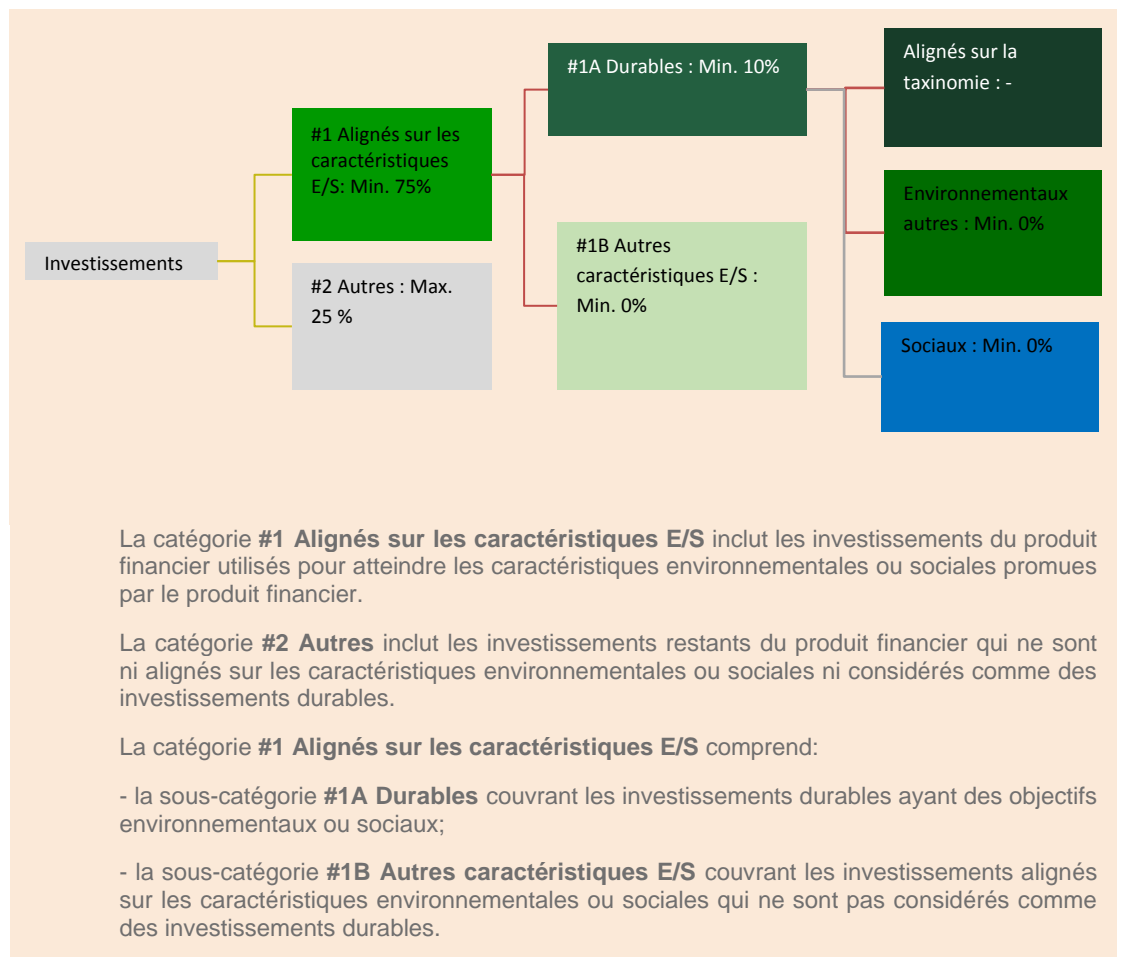 Investissements
#1 Alignés sur les
caractéristiques
E/S: Min. 75%
#2 Autres : Max.
25 %
#1A Durables : Min. 10%
#1B Autres
caractéristiques E/S :
Min. 0%
Alignés sur la
taxinomie : -
Environnementaux
autres : Min. 0%
Sociaux : Min. 0%
La catégorie #1 Alignés sur les caractéristiques E/S inclut les investissements du produit
financier utilisés pour atteindre les caractéristiques environnementales ou sociales promues
par le produit financier.
La catégorie #2 Autres inclut les investissements restants du produit financier qui ne sont
ni alignés sur les caractéristiques environnementales ou sociales ni considérés comme des
investissements durables.
La catégorie #1 Alignés sur les caractéristiques E/S comprend:
- la sous-catégorie #1A Durables couvrant les investissements durables ayant des objectifs
environnementaux ou sociaux;
- la sous-catégorie #1B Autres caractéristiques E/S couvrant les investissements alignés
sur les caractéristiques environnementales ou sociales qui ne sont pas considérés comme
des investissements durables.